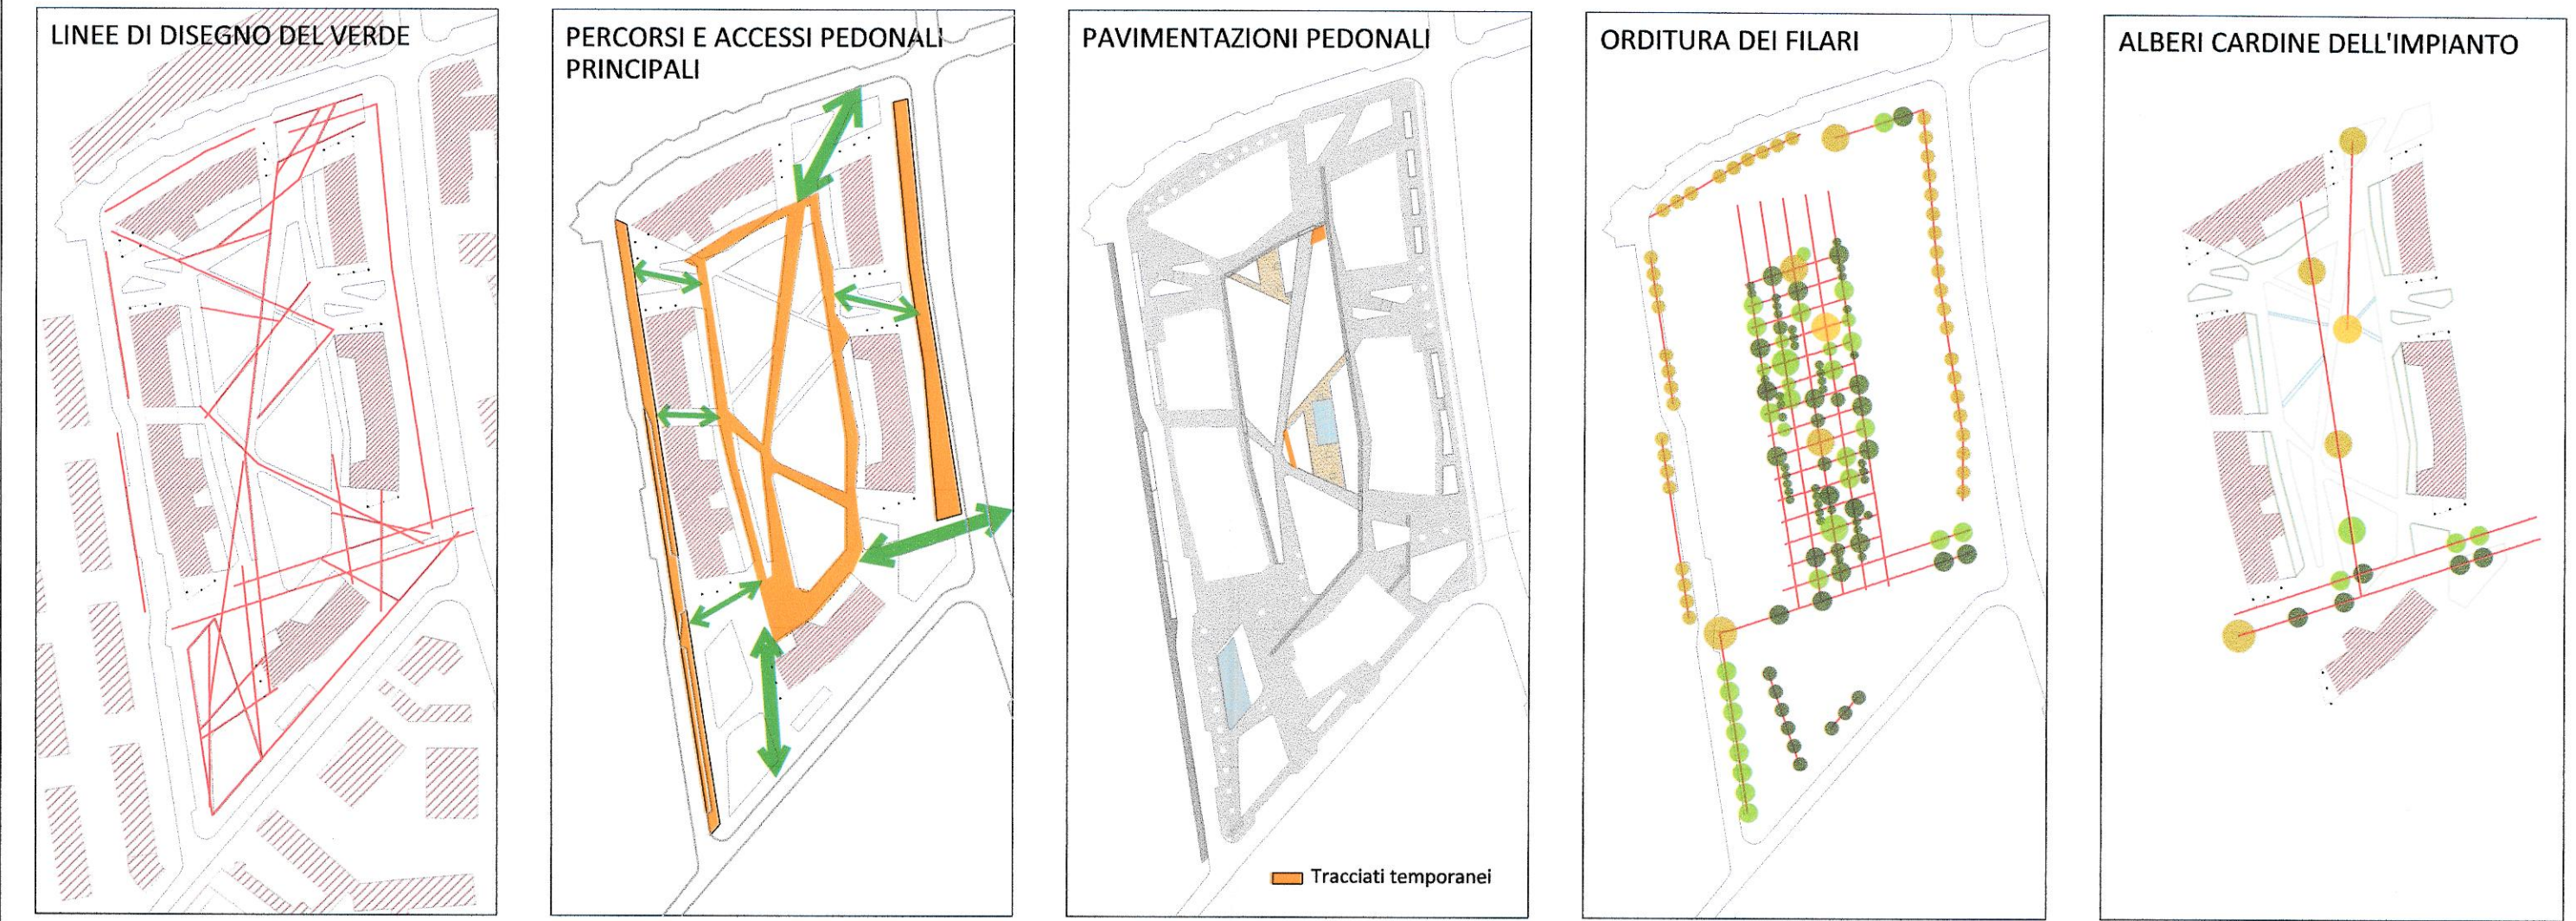 LINEE DI DISEGNO DEL VERDE
PERCORSI E ACCESSI PEDONALI
PRINCIPALI
PAVIMENTAZIONI PEDONALI
Tracciati temporanei
ORDITURA DEI FILARI
ALBERI CARDINE DELL'IMPIANTO